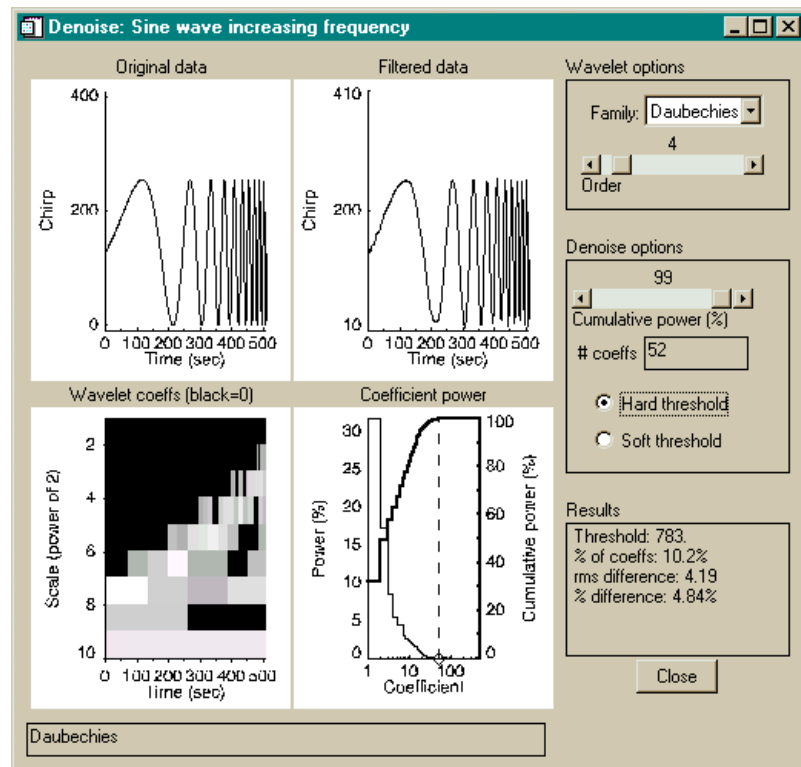 Denoise: Sine wave increasing frequency
Original data
400
200
0
Chirp
0 100 200 300 400 500
Time (sec)
Filtered data
410
200
10
Chirp
0 100 200 300 400 500
Time (sec)
Wavelet options
Family: Daubechies
4
Order
Denoise options
99
Cumulative power (%)
# coeffs 52
Hard threshold
Soft threshold
Wavelet coeffs (black=0)
2
4
6
8
10
Scale (power of 2)
0 100 200 300 400 500
Time (sec)
Coefficient power
30
25
20
15
10
5
0
Power (%)
100
80
60
40
20
0
Cumulative power (%)
1 10 100
Coefficient
Results
Threshold: 783.
% of coeffs: 10.2%
rms difference: 4.19
% difference: 4.84%
Close
Daubechies